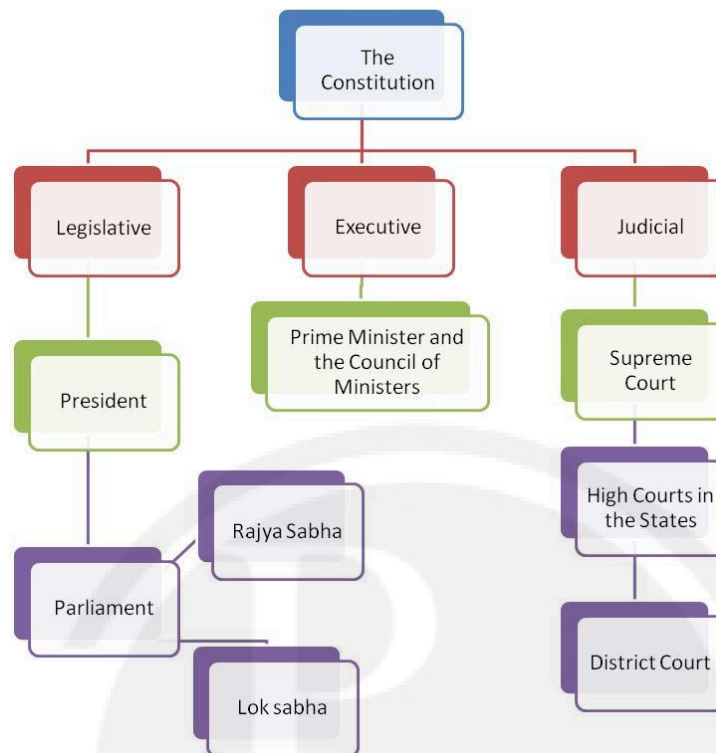 The
Constitution
Legislative
Executive
Judicial
Prime Minister and
the Council of
Ministers
President
Supreme
Court
Rajya Sabha
High Courts in
the States
Parliament
Lok sabha
District Court